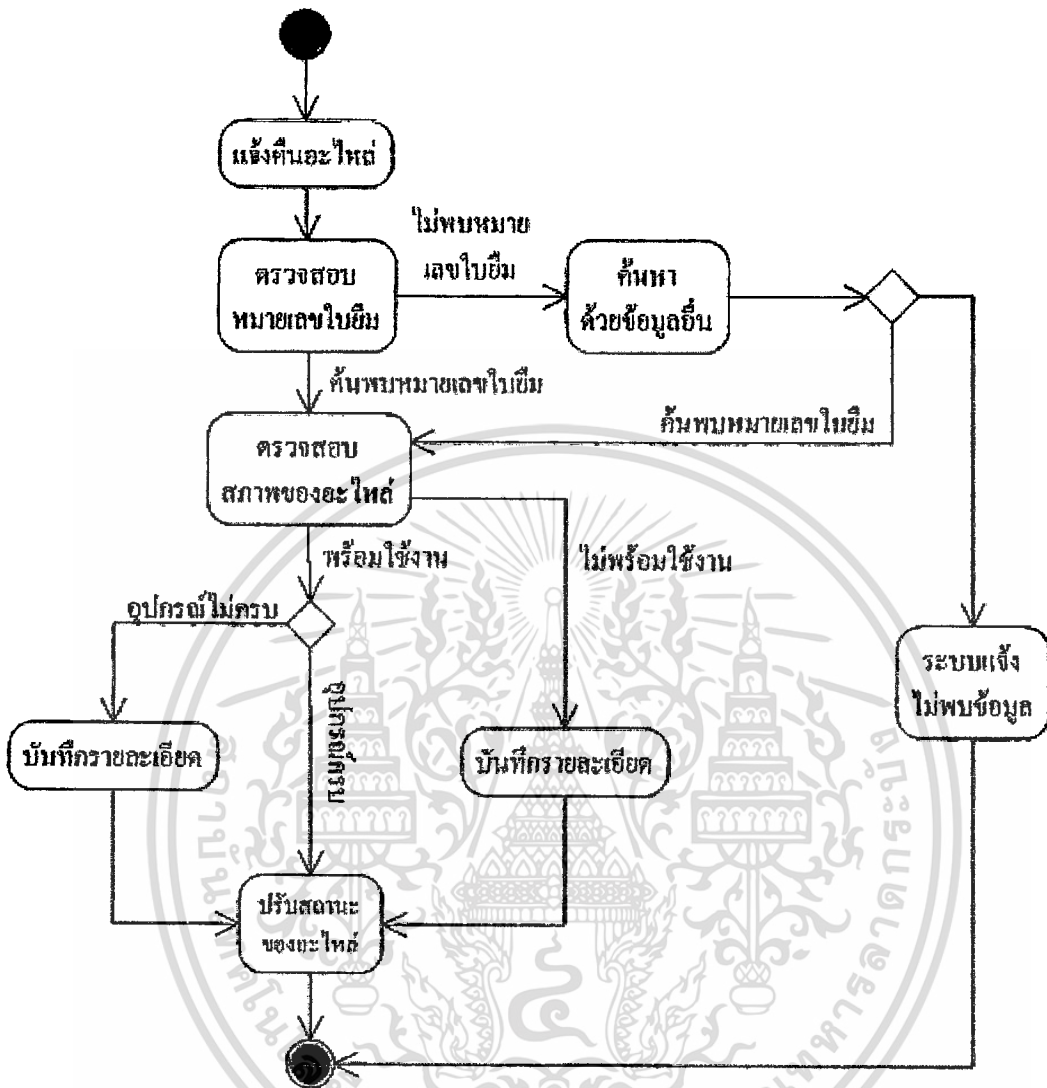 แจ้งคืนอะไหล่
ไม่พบหมาย
เลขใบยืม
ตรวจสอบ
หมายเลขใบยืม
ค้นหา
ด้วยข้อมูลอื่น
ค้นพบหมายเลขใบยืม
ค้นพบหมายเลขใบยืม
ตรวจสอบ
สภาพของอะไหล่
พร้อมใช้งาน
ไม่พร้อมใช้งาน
อุปกรณ์ไม่ครบ
อุปกรณ์ครบ
ระบบแจ้ง
ไม่พบข้อมูล
บันทึกรายละเอียด
บันทึกรายละเอียด
ปรับสถานะ
ของอะไหล่